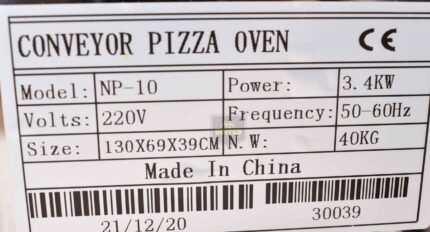 CONVEYOR PIZZA OVEN CE
Model: NP-10 Power: 3.4KW
Volts: 220V Frequency: 50-60Hz
Size: 130X69X39CM N.W: 40KG
Made In China
21/12/20 30039